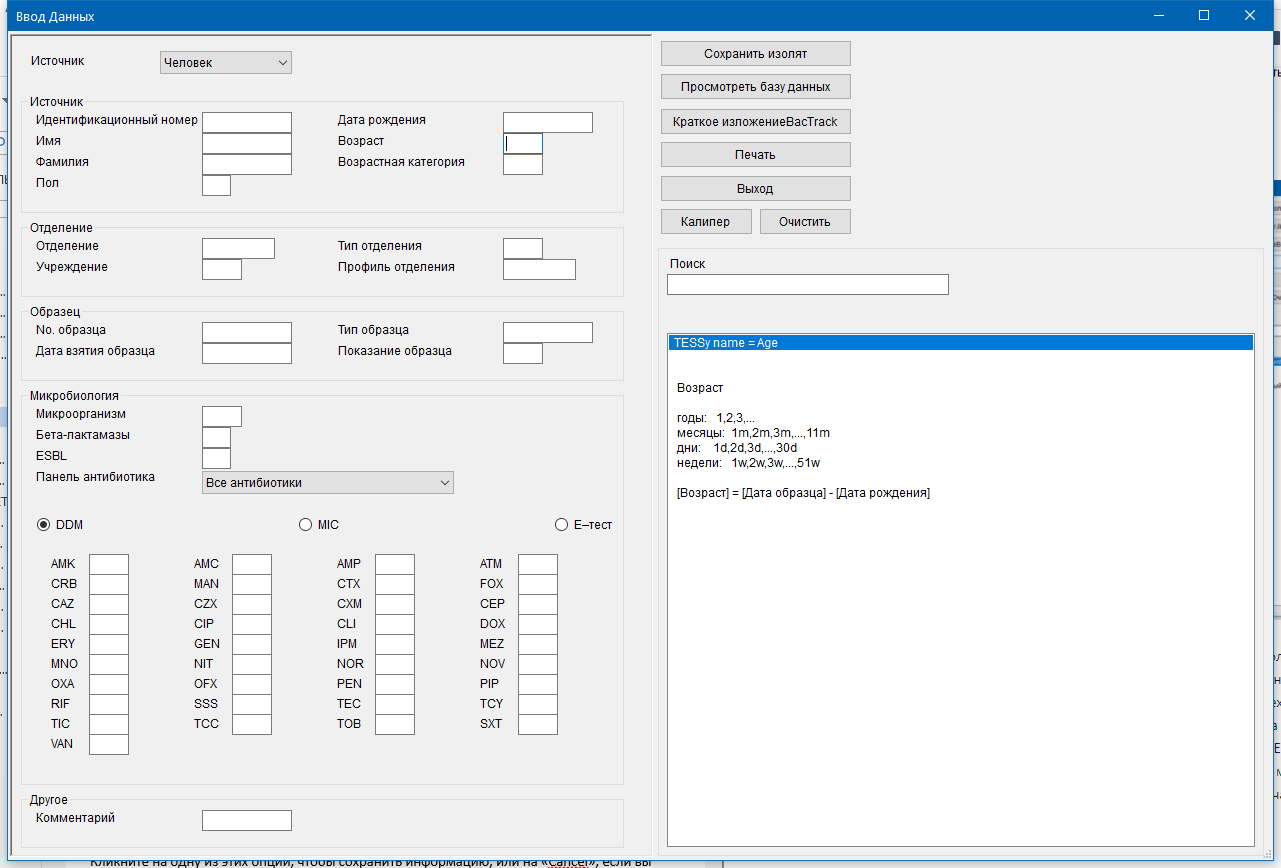 Ввод Данных
Источник
Человек
Источник
Идентификационный номер
Дата рождения
Имя
Возраст
Фамилия
Возрастная категория
Пол
Отделение
Отделение
Тип отделения
Учреждение
Профиль отделения
Образец
No. образца
Тип образца
Дата взятия образца
Показание образца
Микробиология
Микроорганизм
Бета-лактамазы
ESBL
Панель антибиотика
Все антибиотики
DDM
MIC
E–тест
AMK
AMC
AMP
ATM
CRB
MAN
CTX
FOX
CAZ
CZX
CXM
CEP
CHL
CIP
CLI
DOX
ERY
GEN
IPM
MEZ
MNO
NIT
NOR
NOV
OXA
OFX
PEN
PIP
RIF
SSS
TEC
TCY
TIC
TCC
TOB
SXT
VAN
Другое
Комментарий
Сохранить изолят
Просмотреть базу данных
Краткое изложениеBacTrack
Печать
Выход
Калипер
Очистить
Поиск
TESSy name = Age
Возраст
годы: 1,2,3,...
месяцы: 1m,2m,3m,...,11m
дни: 1d,2d,3d,...,30d
недели: 1w,2w,3w,...,51w
[Возраст] = [Дата образца] - [Дата рождения]
Кликните на одну из этих опций, чтобы сохранить информацию, или на «Cancel», если вы